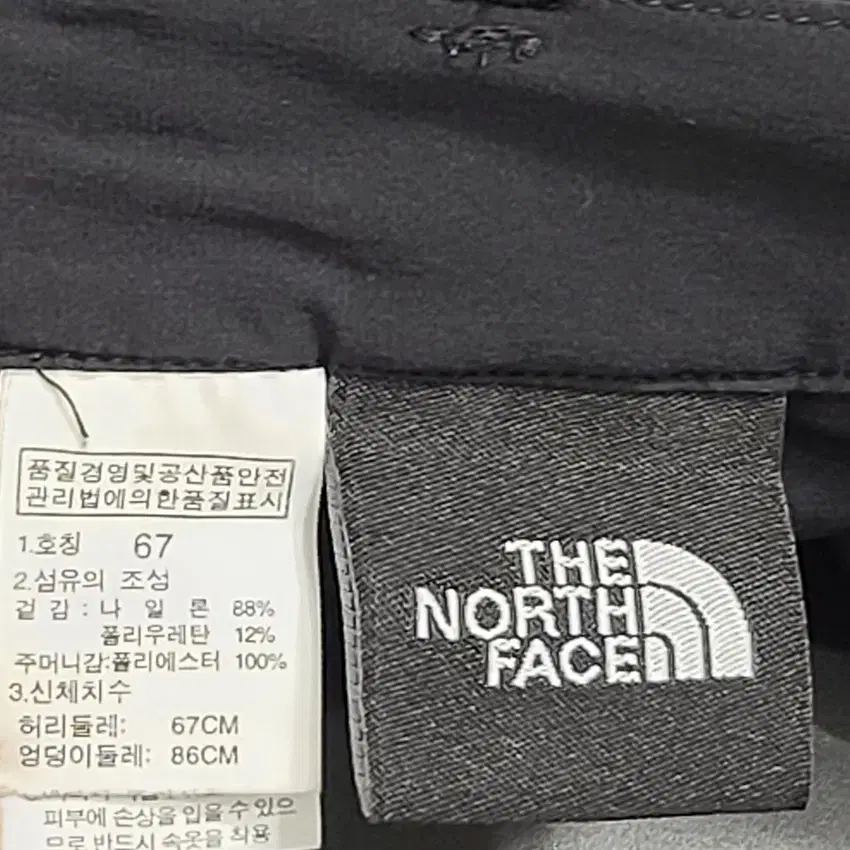 품질경영및공산품안전
관리법에의한품질표시
1.호칭 67
2.섬유의 조성
겉 감 : 나 일 론 88%
폴리우레탄 12%
주머니감:폴리에스터 100%
3.신체치수
허리둘레: 67CM
엉덩이둘레: 86CM
피부에 손상을 입을 수 있으
므로 반드시 속옷을 착용
THE
NORTH
FACE